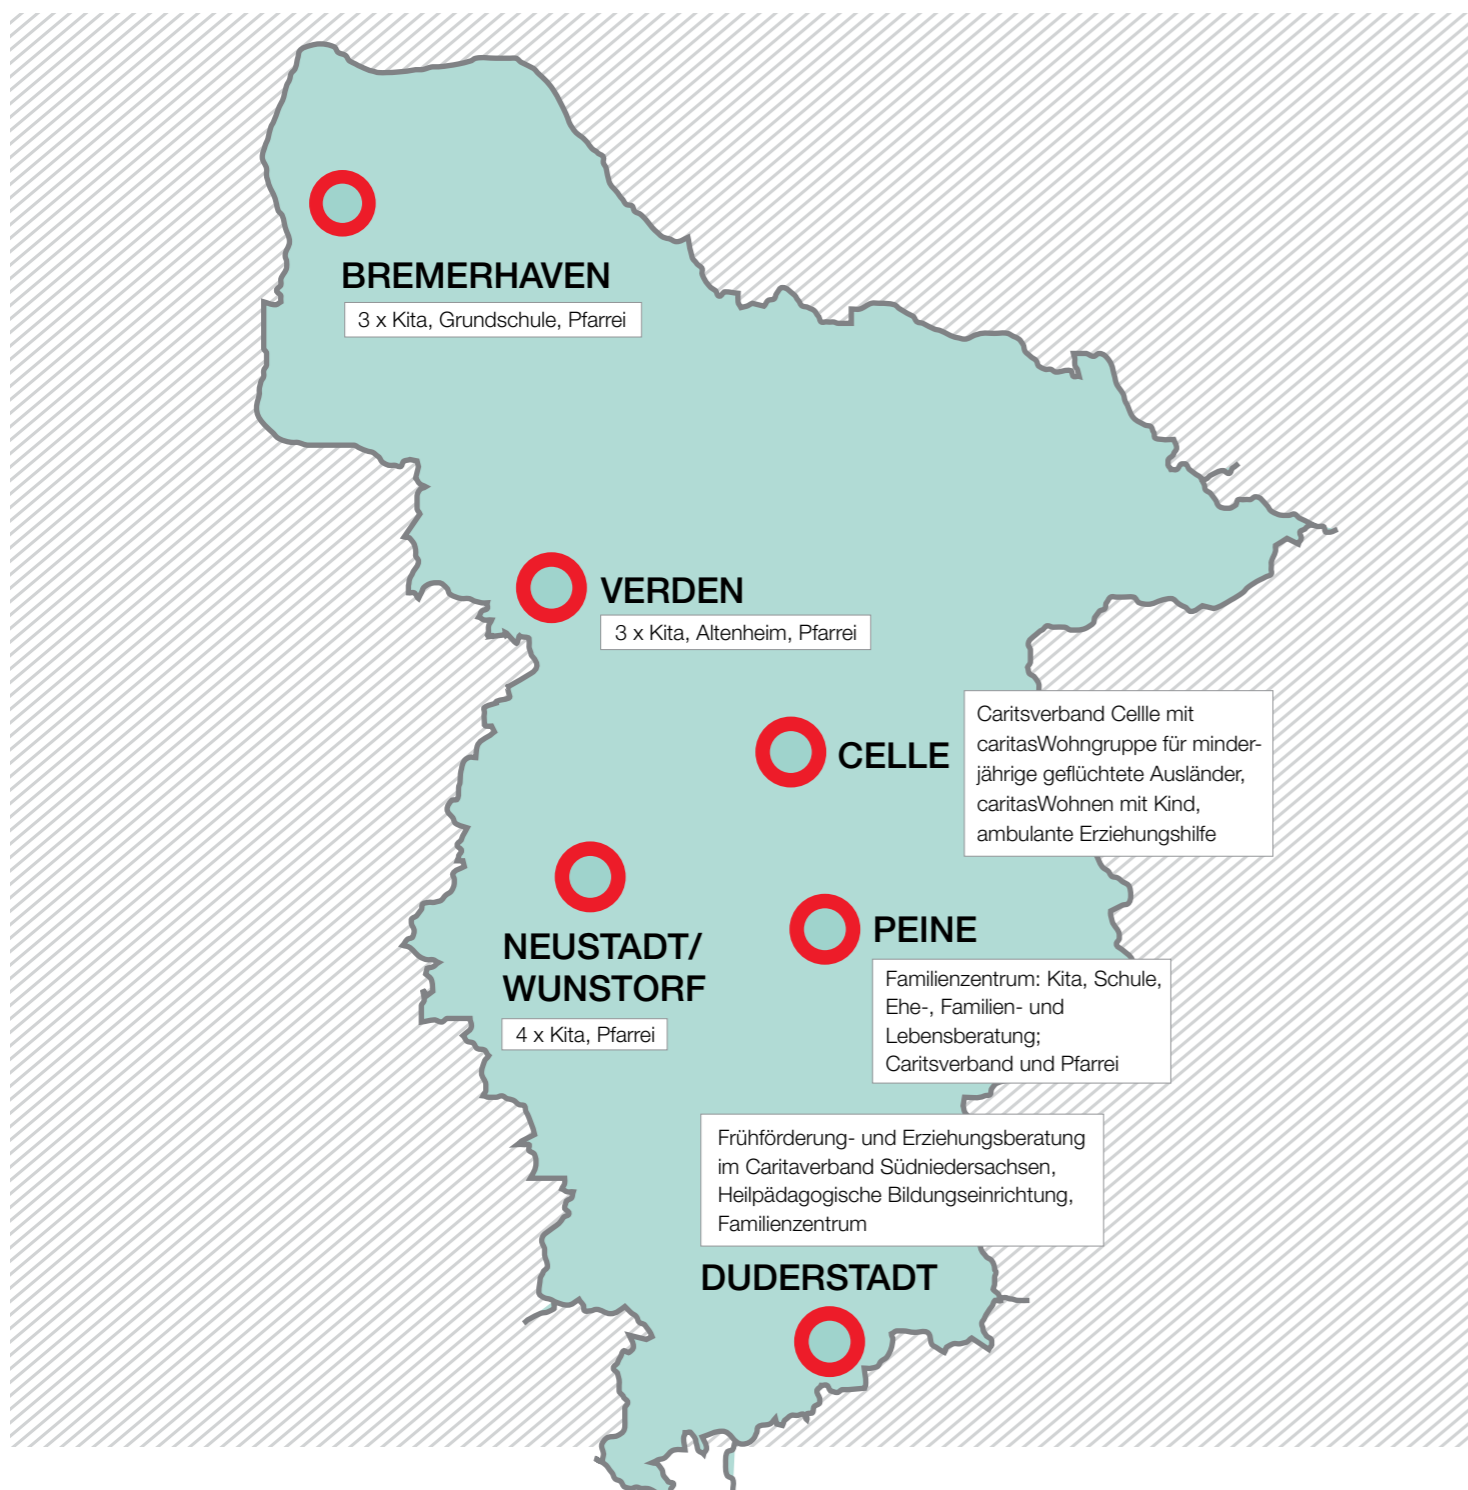 BREMERHAVEN
3 x Kita, Grundschule, Pfarrei
VERDEN
3 x Kita, Altenheim, Pfarrei
CELLE
Caritsverband Cellle mit
caritasWohngruppe für minder-
jährige geflüchtete Ausländer,
caritasWohnen mit Kind,
ambulante Erziehungshilfe
NEUSTADT/
WUNSTORF
4 x Kita, Pfarrei
PEINE
Familienzentrum: Kita, Schule,
Ehe-, Familien- und
Lebensberatung;
Caritsverband und Pfarrei
Frühförderung- und Erziehungsberatung
im Caritaverband Südniedersachsen,
Heilpädagogische Bildungseinrichtung,
Familienzentrum
DUDERSTADT